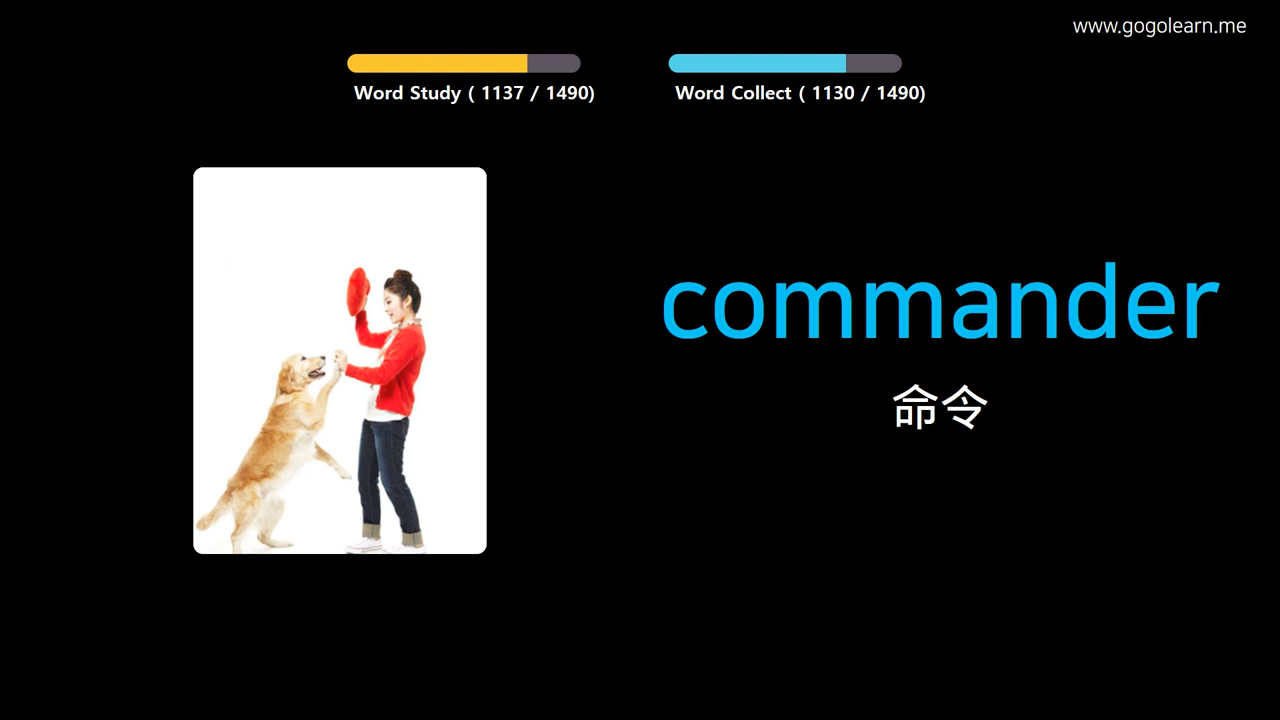 www.gogolearn.me
Word Study ( 1137 / 1490)
Word Collect ( 1130 / 1490)
commander
命令